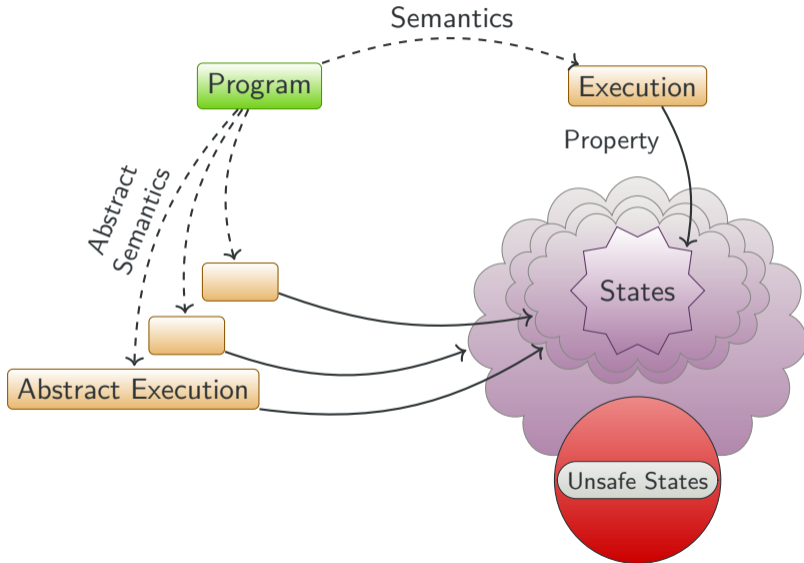 Semantics
Program
Execution
Property
Abstract
Semantics
States
Abstract Execution
Unsafe States